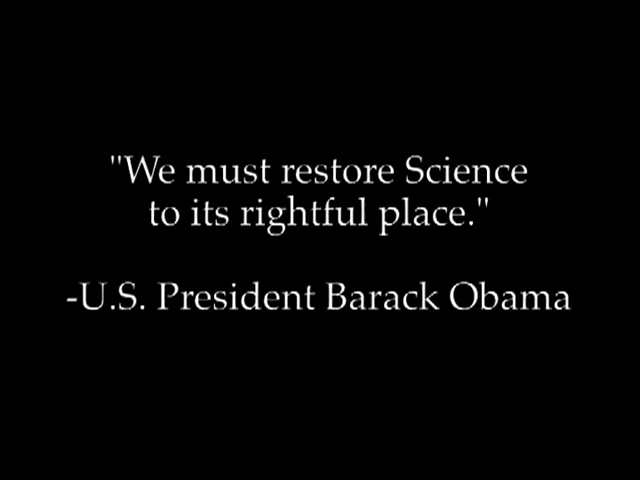 "We must restore Science
to its rightful place."
-U.S. President Barack Obama